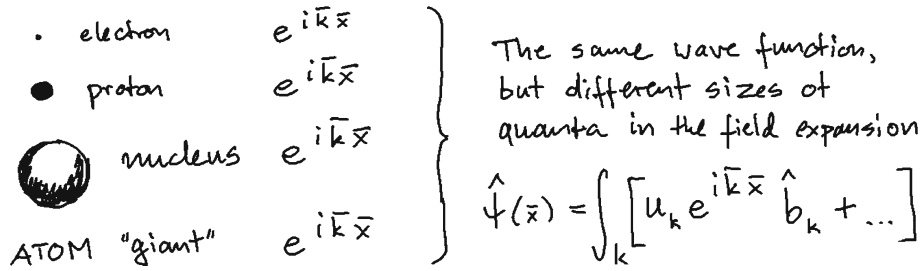 · electron e^{i k̅ x̅}
● proton e^{i k̅ x̅}
nucleus e^{i k̅ x̅}
ATOM "giant" e^{i k̅ x̅}
The same wave function,
but different sizes of
quanta in the field expansion
ψ̂(x̅) = ∫_k [u_k e^{i k̅ x̅} b̂_k + ...]